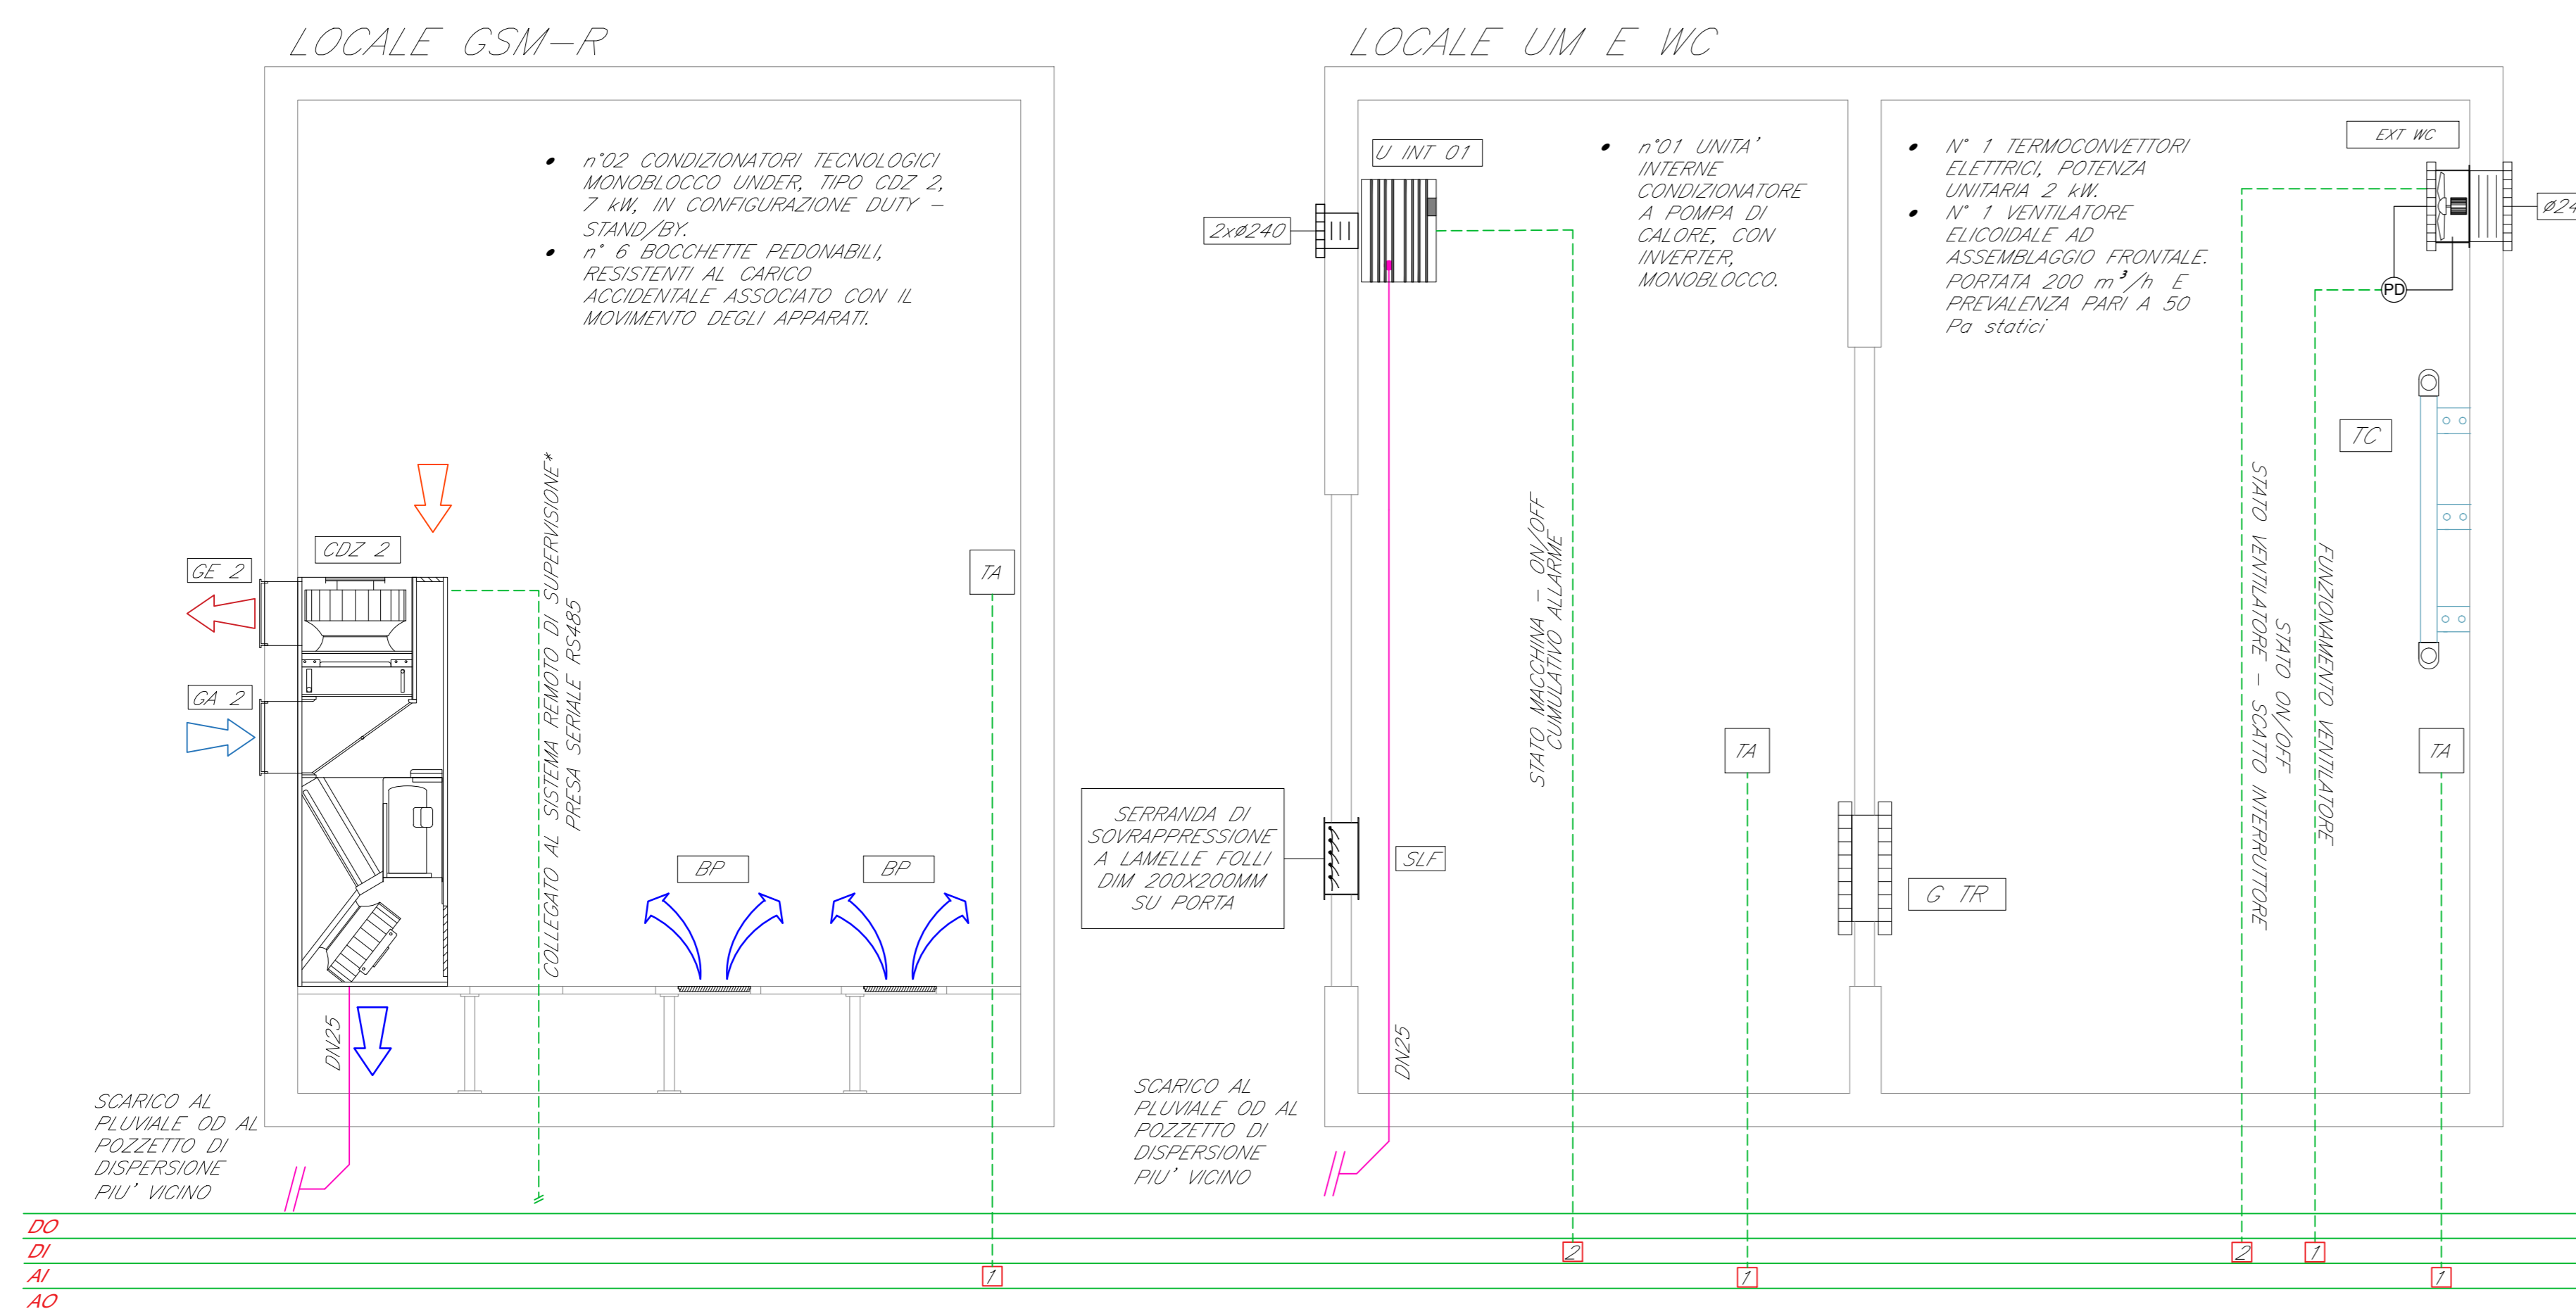 LOCALE GSM-R
n°02 CONDIZIONATORI TECNOLOGICI
MONOBLOCCO UNDER, TIPO CDZ 2,
7 kW, IN CONFIGURAZIONE DUTY -
STAND/BY.
n° 6 BOCCHETTE PEDONABILI,
RESISTENTI AL CARICO
ACCIDENTALE ASSOCIATO CON IL
MOVIMENTO DEGLI APPARATI.
CDZ 2
GE 2
GA 2
COLLEGATO AL SISTEMA REMOTO DI SUPERVISIONE*
PRESA SERIALE RS485
TA
BP
BP
DN25
SCARICO AL
PLUVIALE OD AL
POZZETTO DI
DISPERSIONE
PIU' VICINO
LOCALE UM E WC
U INT 01
2xø240
n°01 UNITA'
INTERNE
CONDIZIONATORE
A POMPA DI
CALORE, CON
INVERTER,
MONOBLOCCO.
STATO MACCHINA - ON/OFF
CUMULATIVO ALLARME
TA
SERRANDA DI
SOVRAPPRESSIONE
A LAMELLE FOLLI
DIM 200X200MM
SU PORTA
SLF
DN25
SCARICO AL
PLUVIALE OD AL
POZZETTO DI
DISPERSIONE
PIU' VICINO
N° 1 TERMOCONVETTORI
ELETTRICI, POTENZA
UNITARIA 2 kW.
N° 1 VENTILATORE
ELICOIDALE AD
ASSEMBLAGGIO FRONTALE.
PORTATA 200 m³/h E
PREVALENZA PARI A 50
Pa statici
EXT WC
PD
TC
G TR
STATO VENTILATORE - SCATTO INTERRUTTORE
STATO ON/OFF
FUNZIONAMENTO VENTILATORE
TA
DO
DI
2
2
1
AI
1
1
1
AO